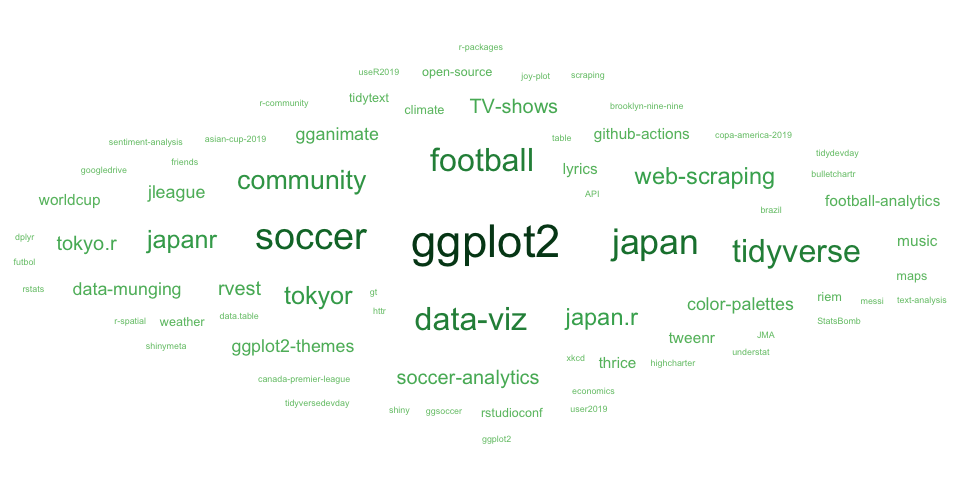 r-packages
useR2019
open-source
joy-plot
scraping
r-community
tidytext
climate
TV-shows
brooklyn-nine-nine
sentiment-analysis
asian-cup-2019
gganimate
table
github-actions
copa-america-2019
googledrive
friends
football
lyrics
web-scraping
tidydevday
bulletchartr
worldcup
jleague
community
API
brazil
football-analytics
dplyr
tokyo.r
japanr
soccer
ggplot2
japan
tidyverse
music
futbol
rstats
data-munging
rvest
tokyor
gt
httr
color-palettes
riem
maps
messi
text-analysis
r-spatial
weather
data.table
data-viz
japan.r
StatsBomb
shinymeta
ggplot2-themes
tweenr
JMA
understat
xkcd
thrice
highcharter
canada-premier-league
soccer-analytics
economics
tidyversedevday
shiny
ggsoccer
rstudioconf
user2019
ggplot2